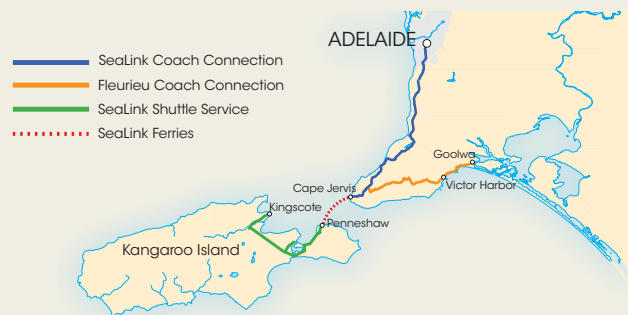 ADELAIDE
SeaLink Coach Connection
Fleurieu Coach Connection
SeaLink Shuttle Service
SeaLink Ferries
Goolwa
Cape Jervis
Victor Harbor
Kingscote
Penneshaw
Kangaroo Island